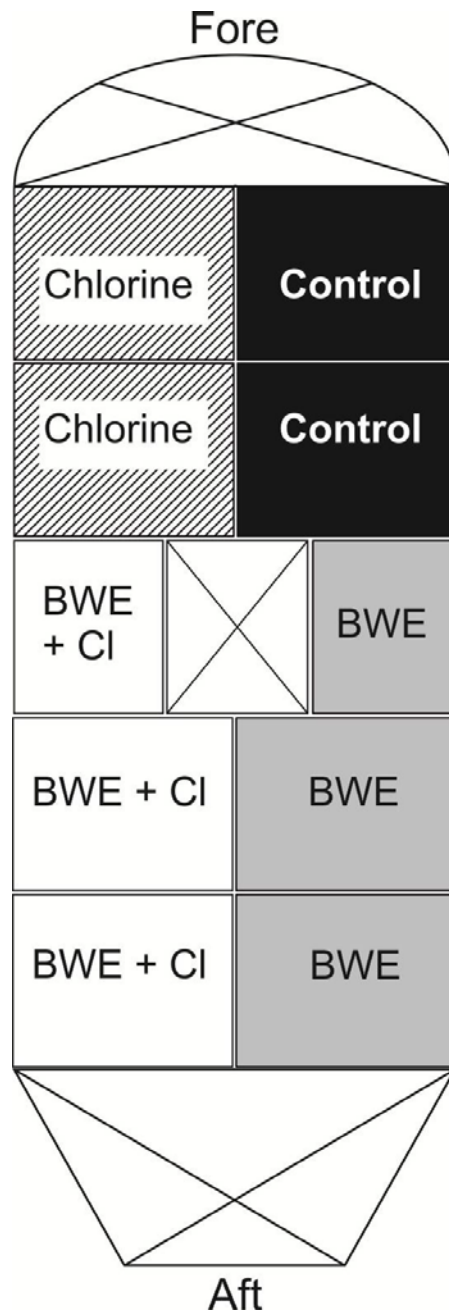 Fore
Chlorine
Control
Chlorine
Control
BWE
+ Cl
BWE
BWE + Cl
BWE
BWE + Cl
BWE
Aft